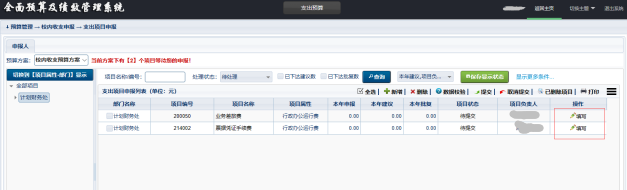 全面预算及绩效管理系统
支出预算
返回主页 切换主题 退出系统
预算管理 → 校内收支申报 → 支出项目申报
申报人
预算方案: 校内收支预算方案 当前方案下有【2】个项目等待您的申报!
切换到【项目属性-部门】显示
项目名称/编号: 处理状态: 待处理 已下达建议数 已下达批复数 查询 本年建议,项目负... 保存显示状态 显示更多条件...
全部项目
计划财务处
支出项目申报列表 (单位: 元)
全选 | 新增 | 删除 | 数据校验 | 提交 | 取消提交 | 已删除项目 | 打印
部门名称 项目编号 项目名称 项目属性 本年申报 本年建议 本年批复 项目状态 项目负责人 操作
计划财务处 200050 业务差旅费 行政办公运行费 0.00 0.00 0.00 待提交 填写
计划财务处 214002 票据凭证手续费 行政办公运行费 0.00 0.00 0.00 待提交 填写